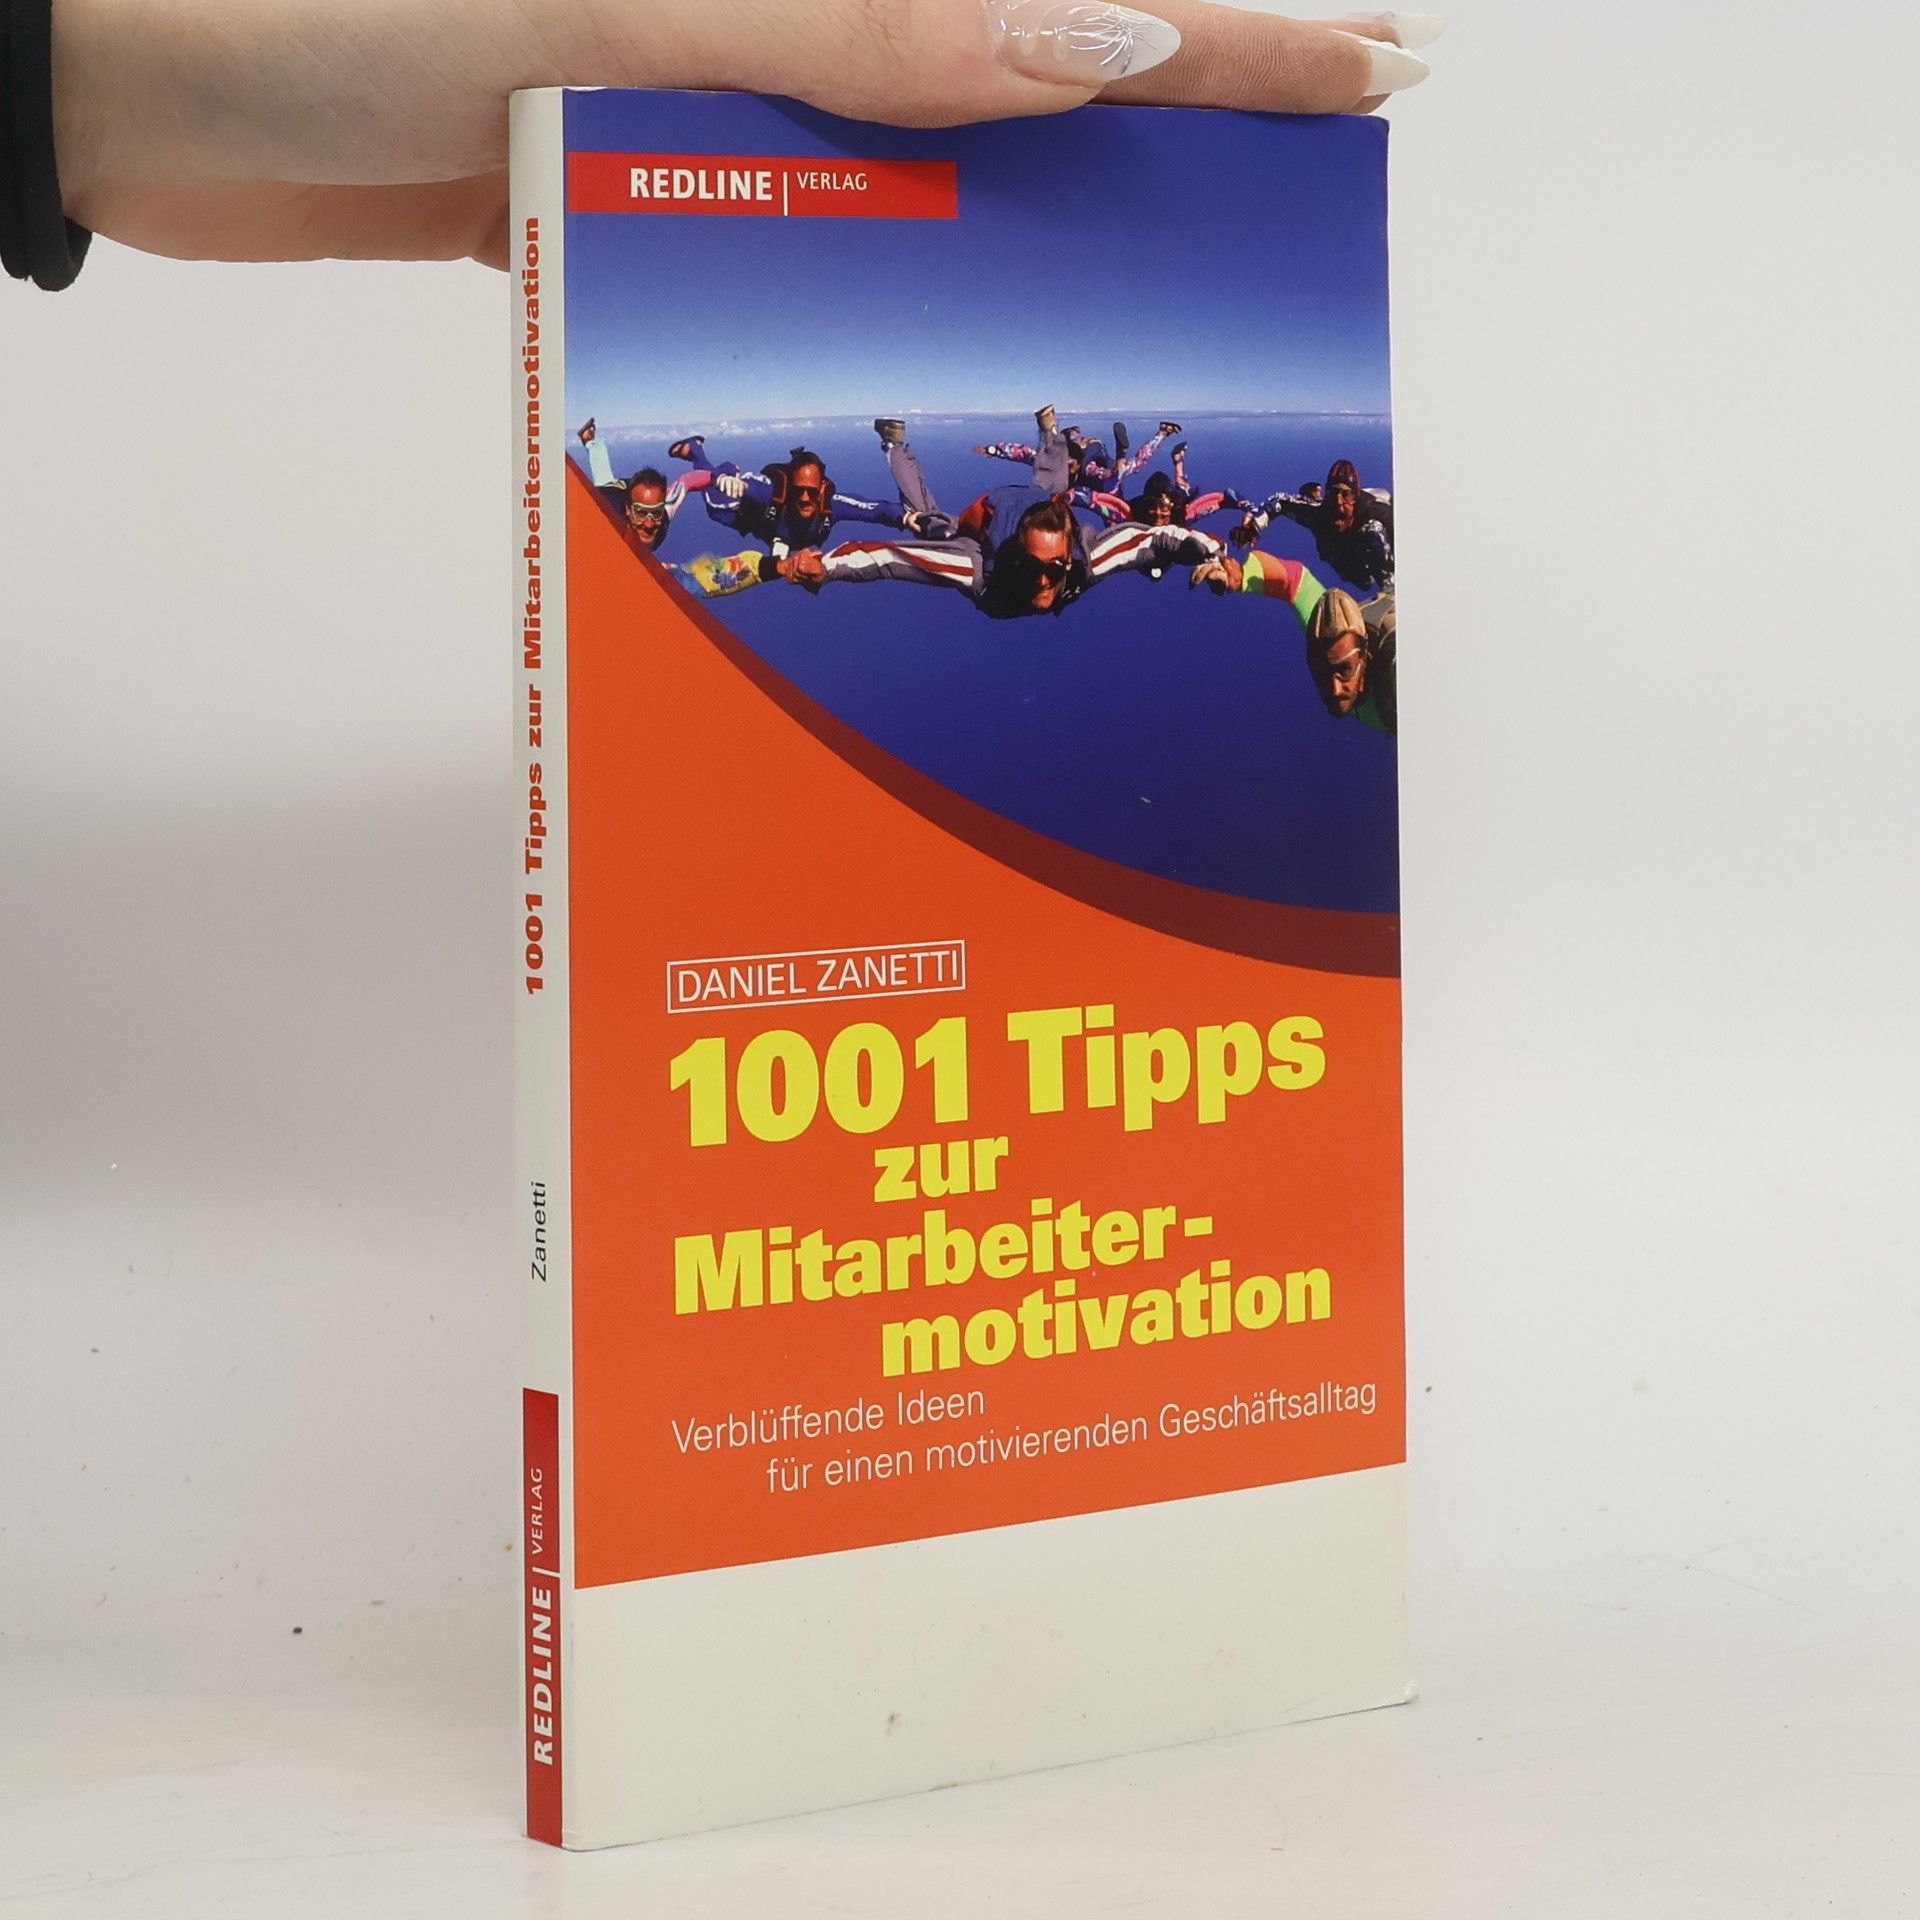 REDLINE | VERLAG
DANIEL ZANETTI
1001 Tipps
zur
Mitarbeiter-
motivation
Verblüffende Ideen
für einen motivierenden Geschäftsalltag
1001 Tipps zur Mitarbeitermotivation
Zanetti
REDLINE | VERLAG